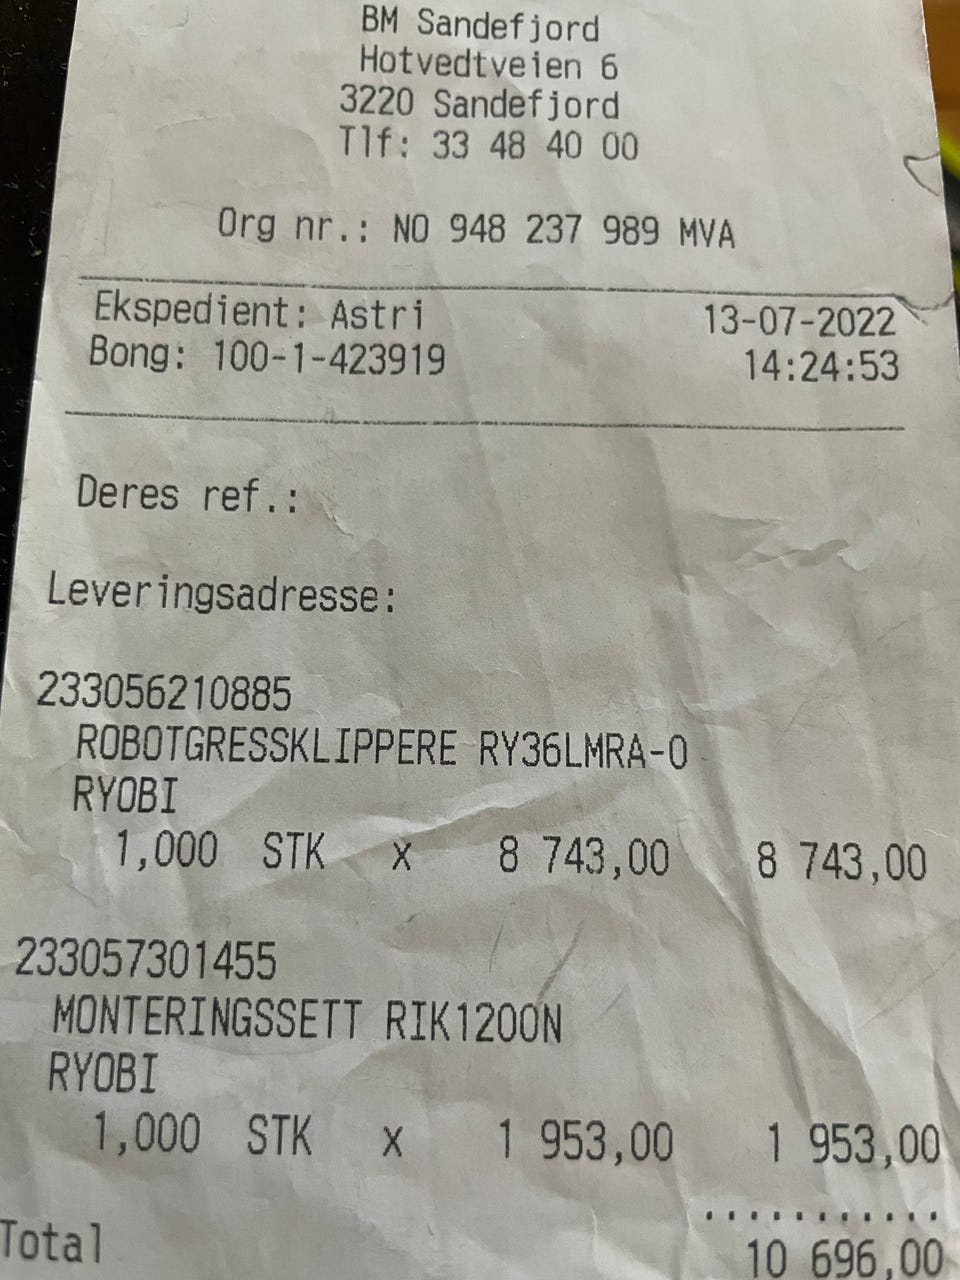 BM Sandefjord
Hotvedtveien 6
3220 Sandefjord
Tlf: 33 48 40 00
Org nr.: NO 948 237 989 MVA
Ekspedient: Astri 13-07-2022
Bong: 100-1-423919 14:24:53
Deres ref.:
Leveringsadresse:
233056210885
ROBOTGRESSKLIPPERE RY36LMRA-0
RYOBI
1,000 STK x 8 743,00 8 743,00
233057301455
MONTERINGSSETT RIK1200N
RYOBI
1,000 STK x 1 953,00 1 953,00
...........
Total 10 696,00